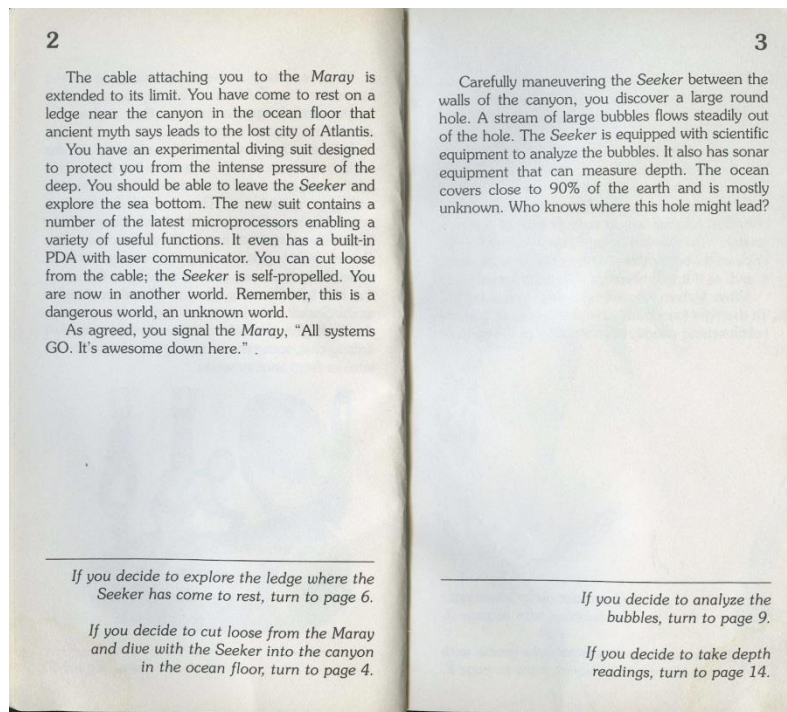 2
The cable attaching you to the Maray is
extended to its limit. You have come to rest on a
ledge near the canyon in the ocean floor that
ancient myth says leads to the lost city of Atlantis.
You have an experimental diving suit designed
to protect you from the intense pressure of the
deep. You should be able to leave the Seeker and
explore the sea bottom. The new suit contains a
number of the latest microprocessors enabling a
variety of useful functions. It even has a built-in
PDA with laser communicator. You can cut loose
from the cable; the Seeker is self-propelled. You
are now in another world. Remember, this is a
dangerous world, an unknown world.
As agreed, you signal the Maray, “All systems
GO. It’s awesome down here.”
If you decide to explore the ledge where the
Seeker has come to rest, turn to page 6.
If you decide to cut loose from the Maray
and dive with the Seeker into the canyon
in the ocean floor, turn to page 4.
3
Carefully maneuvering the Seeker between the
walls of the canyon, you discover a large round
hole. A stream of large bubbles flows steadily out
of the hole. The Seeker is equipped with scientific
equipment to analyze the bubbles. It also has sonar
equipment that can measure depth. The ocean
covers close to 90% of the earth and is mostly
unknown. Who knows where this hole might lead?
If you decide to analyze the
bubbles, turn to page 9.
If you decide to take depth
readings, turn to page 14.